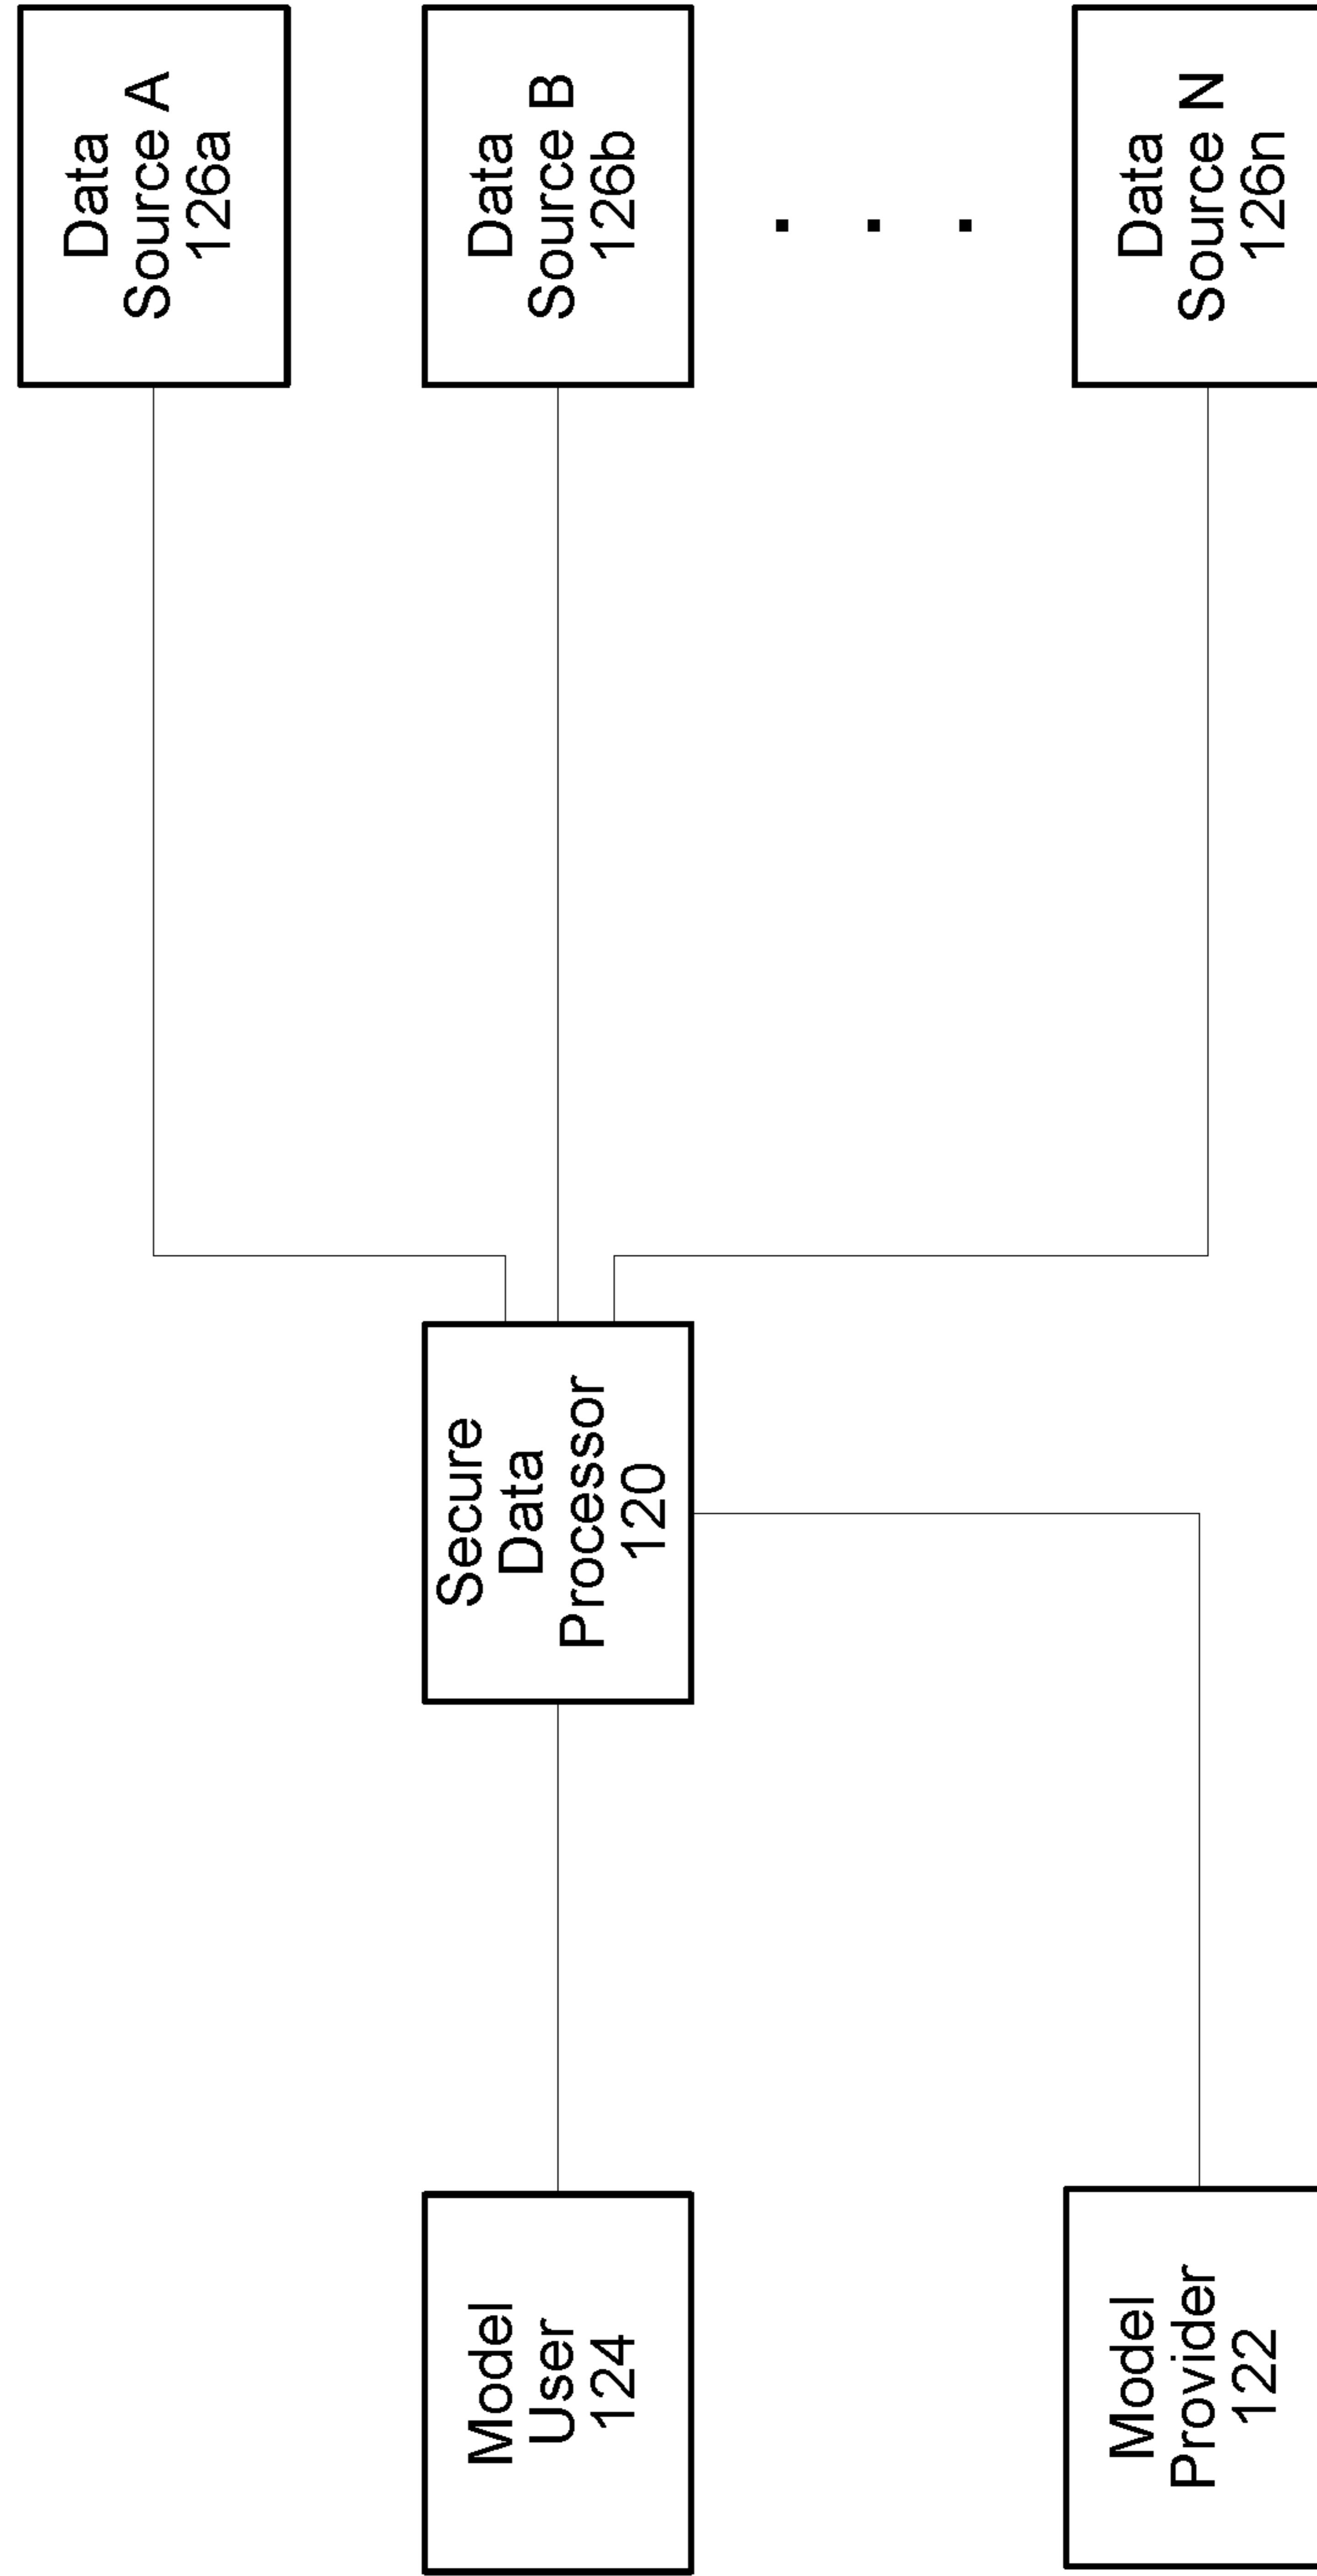 Data
Source A
126a
Data
Source B
126b
. . .
Data
Source N
126n
Secure
Data
Processor
120
Model
User
124
Model
Provider
122